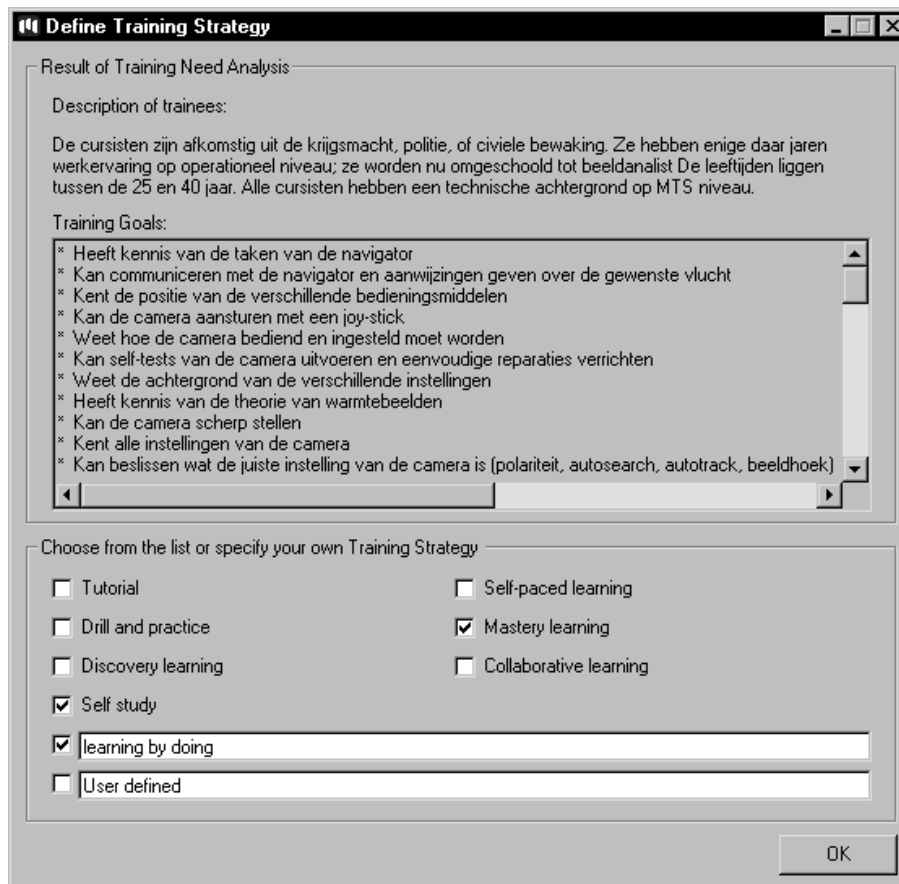 Define Training Strategy
Result of Training Need Analysis
Description of trainees:
De cursisten zijn afkomstig uit de krijgsmacht, politie, of civiele bewaking. Ze hebben enige daar jaren
werkervaring op operationeel niveau; ze worden nu omgeschoold tot beeldanalist De leeftijden liggen
tussen de 25 en 40 jaar. Alle cursisten hebben een technische achtergrond op MTS niveau.
Training Goals:
* Heeft kennis van de taken van de navigator
* Kan communiceren met de navigator en aanwijzingen geven over de gewenste vlucht
* Kent de positie van de verschillende bedieningsmiddelen
* Kan de camera aansturen met een joy-stick
* Weet hoe de camera bediend en ingesteld moet worden
* Kan self-tests van de camera uitvoeren en eenvoudige reparaties verrichten
* Weet de achtergrond van de verschillende instellingen
* Heeft kennis van de theorie van warmtebeelden
* Kan de camera scherp stellen
* Kent alle instellingen van de camera
* Kan beslissen wat de juiste instelling van de camera is (polariteit, autosearch, autotrack, beeldhoek)
Choose from the list or specify your own Training Strategy
Tutorial
Self-paced learning
Drill and practice
Mastery learning
Discovery learning
Collaborative learning
Self study
learning by doing
User defined
OK